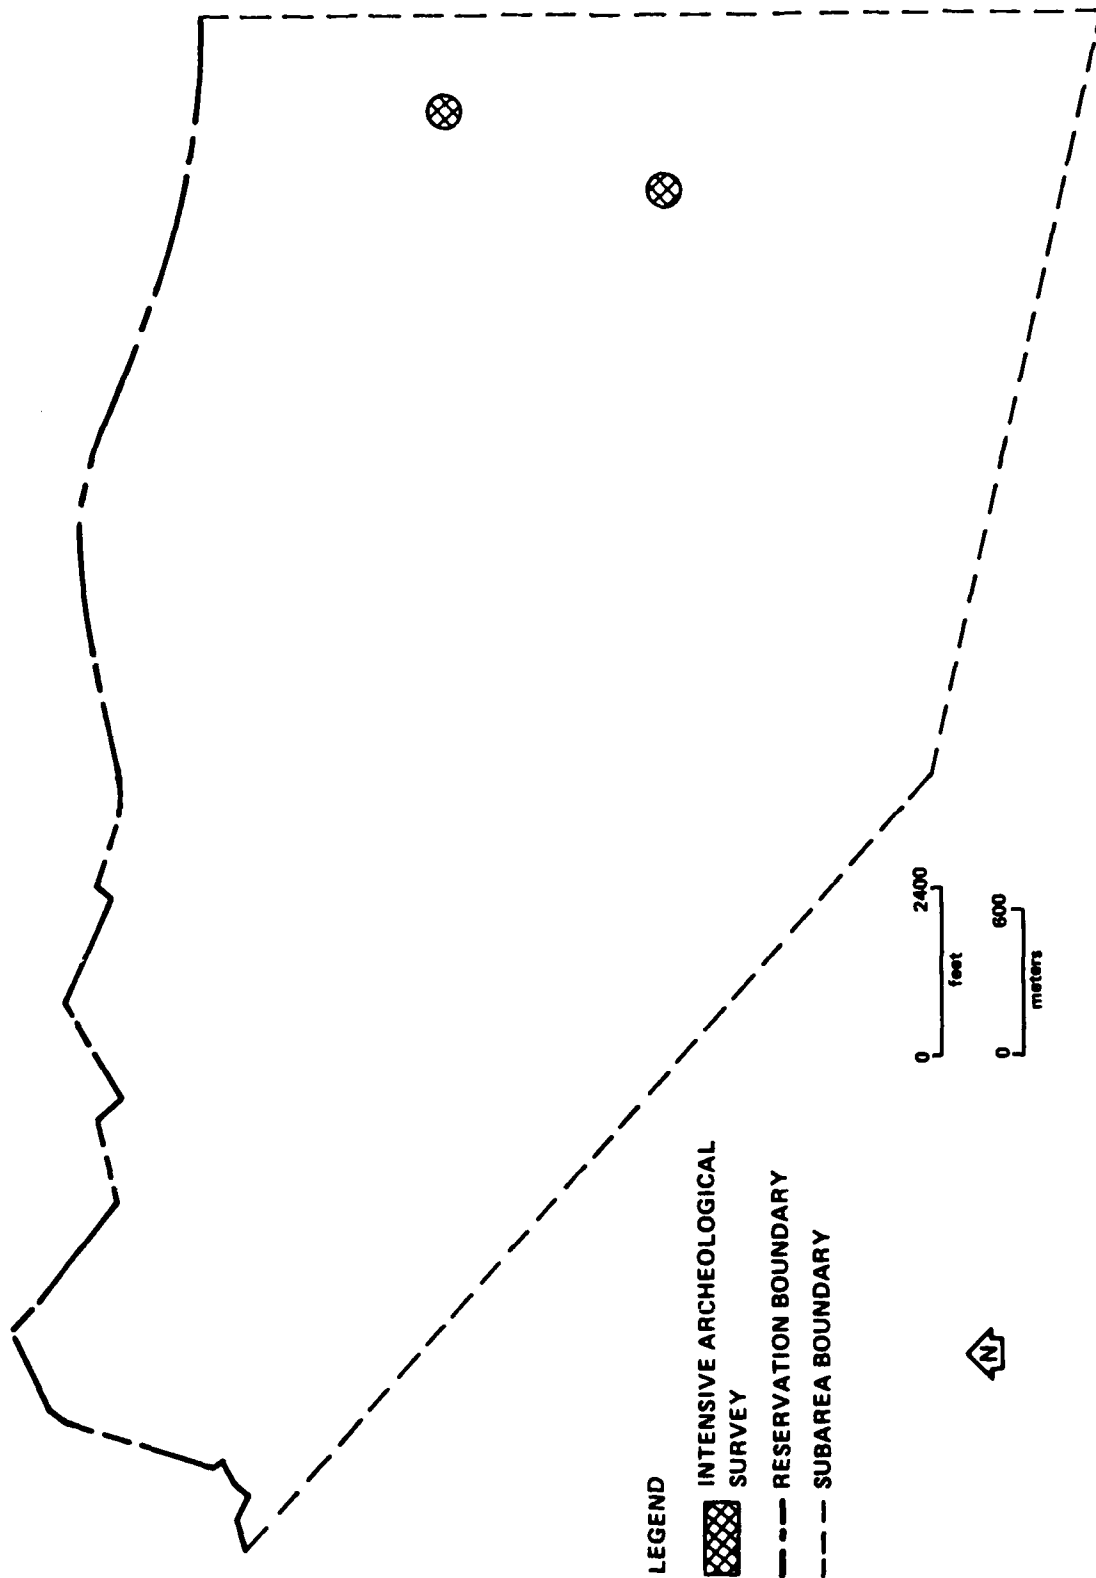 LEGEND
INTENSIVE ARCHEOLOGICAL
SURVEY
RESERVATION BOUNDARY
SUBAREA BOUNDARY
N
0 2400
feet
0 600
meters